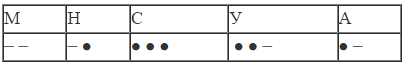 М Н С У А
– – – ● ● ● ● ● ● – ● –